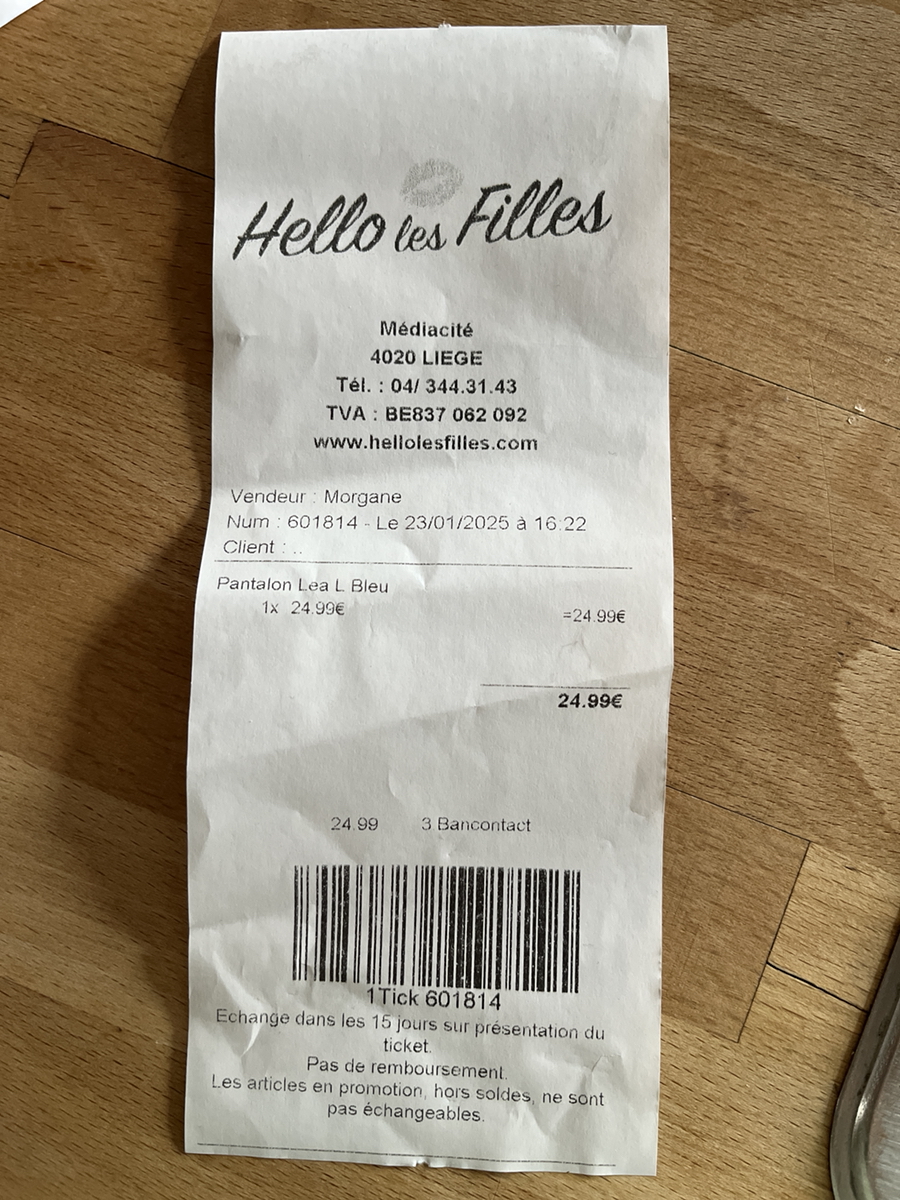 Hello les Filles
Médiacité
4020 LIEGE
Tél. : 04/ 344.31.43
TVA : BE837 062 092
www.hellolesfilles.com
Vendeur : Morgane
Num : 601814 - Le 23/01/2025 à 16:22
Client : ..
Pantalon Lea L Bleu
1x 24.99€ =24.99€
24.99€
24.99 3 Bancontact
1Tick 601814
Echange dans les 15 jours sur présentation du
ticket.
Pas de remboursement.
Les articles en promotion, hors soldes, ne sont
pas échangeables.